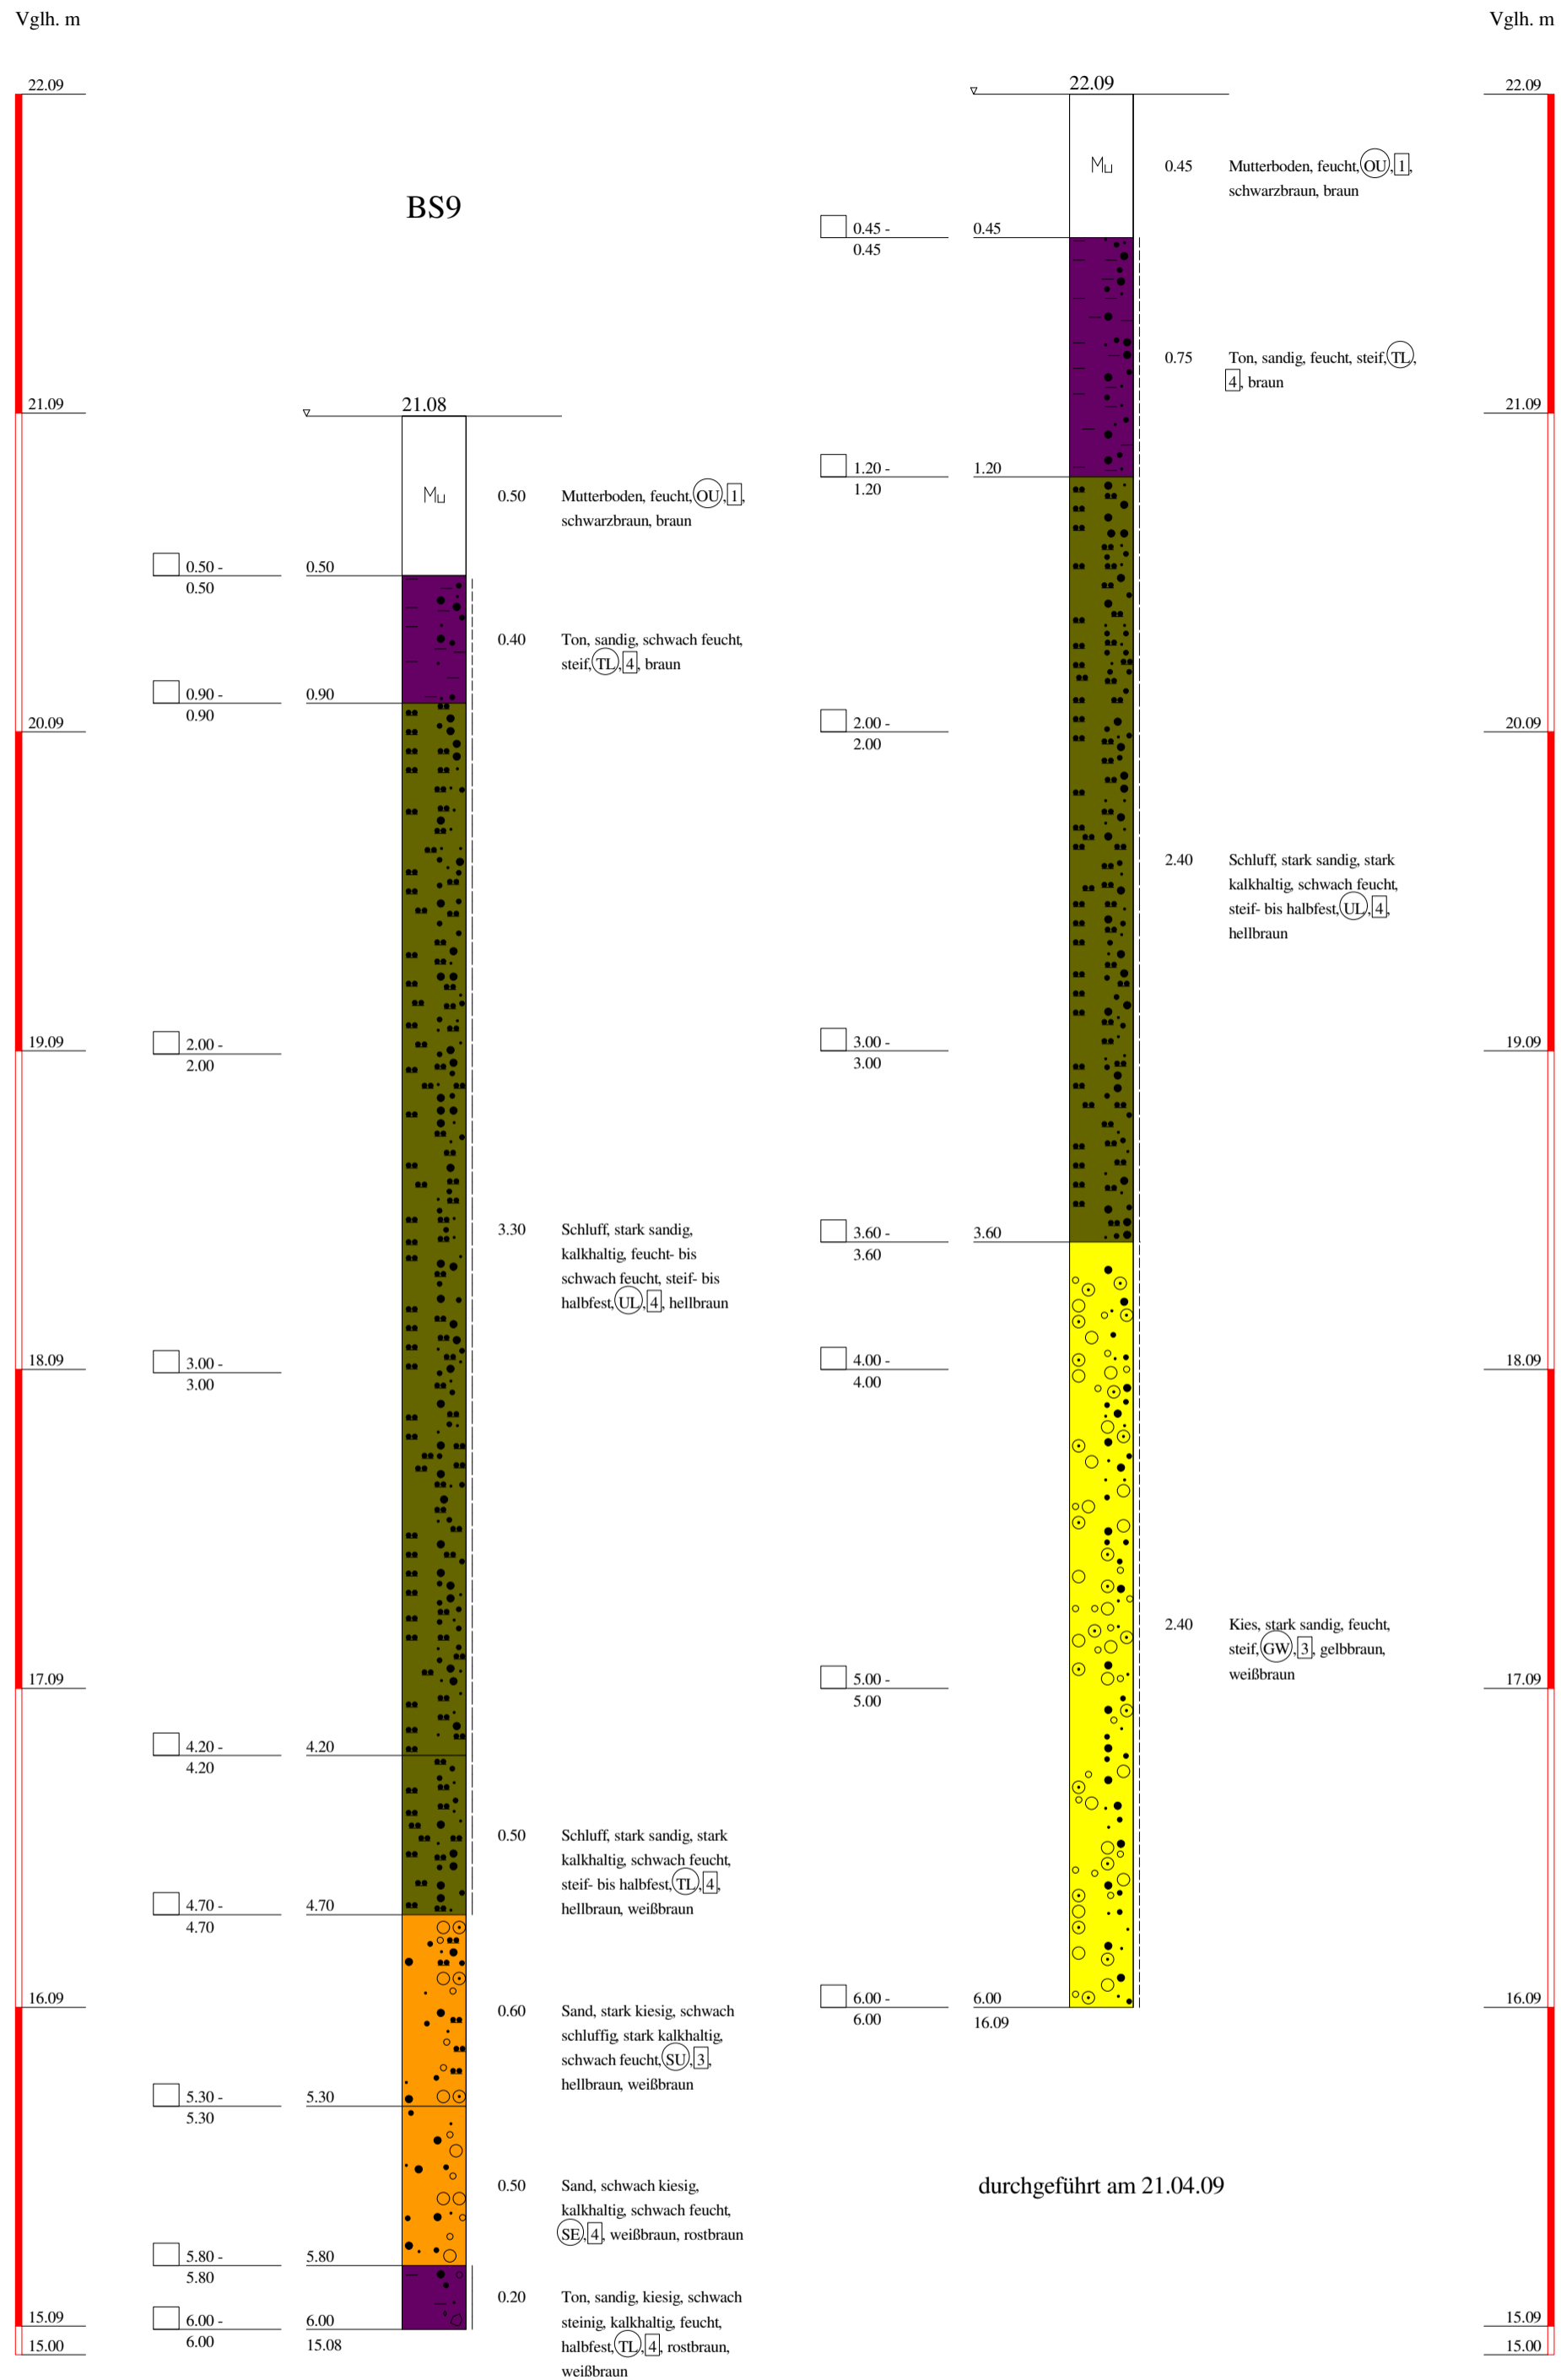 Vglh. m
Vglh. m
22.09
21.09
20.09
19.09
18.09
17.09
16.09
15.09
15.00
BS9
21.08
Mu
0.50 -
0.50
0.50
0.50
Mutterboden, feucht, OU, 1,
schwarzbraun, braun
0.90 -
0.90
0.90
0.40
Ton, sandig, schwach feucht,
steif, TL, 4, braun
2.00 -
2.00
3.00 -
3.00
3.30
Schluff, stark sandig,
kalkhaltig, feucht- bis
schwach feucht, steif- bis
halbfest, UL, 4, hellbraun
4.20 -
4.20
4.20
0.50
Schluff, stark sandig, stark
kalkhaltig, schwach feucht,
steif- bis halbfest, TL, 4,
hellbraun, weißbraun
4.70 -
4.70
4.70
0.60
Sand, stark kiesig, schwach
schluffig, stark kalkhaltig,
schwach feucht, SU, 3,
hellbraun, weißbraun
5.30 -
5.30
5.30
0.50
Sand, schwach kiesig,
kalkhaltig, schwach feucht,
SE, 4, weißbraun, rostbraun
5.80 -
5.80
5.80
0.20
Ton, sandig, kiesig, schwach
steinig, kalkhaltig, feucht,
halbfest, TL, 4, rostbraun,
weißbraun
6.00 -
6.00
6.00
15.08
22.09
Mu
0.45
Mutterboden, feucht, OU, 1,
schwarzbraun, braun
0.45 -
0.45
0.45
0.75
Ton, sandig, feucht, steif, TL,
4, braun
1.20 -
1.20
1.20
2.00 -
2.00
2.40
Schluff, stark sandig, stark
kalkhaltig, schwach feucht,
steif- bis halbfest, UL, 4,
hellbraun
3.00 -
3.00
3.60 -
3.60
3.60
4.00 -
4.00
2.40
Kies, stark sandig, feucht,
steif, GW, 3, gelbbraun,
weißbraun
5.00 -
5.00
6.00 -
6.00
6.00
16.09
durchgeführt am 21.04.09
22.09
21.09
20.09
19.09
18.09
17.09
16.09
15.09
15.00